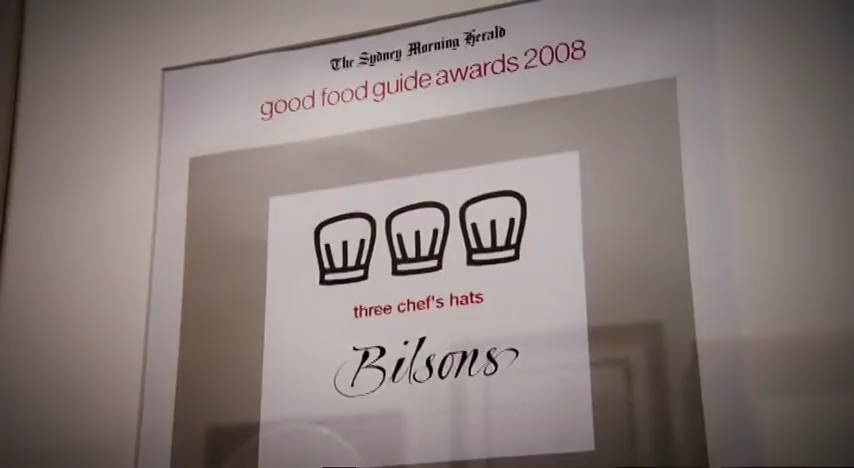 The Sydney Morning Herald
good food guide awards 2008
three chef's hats
Bilsons